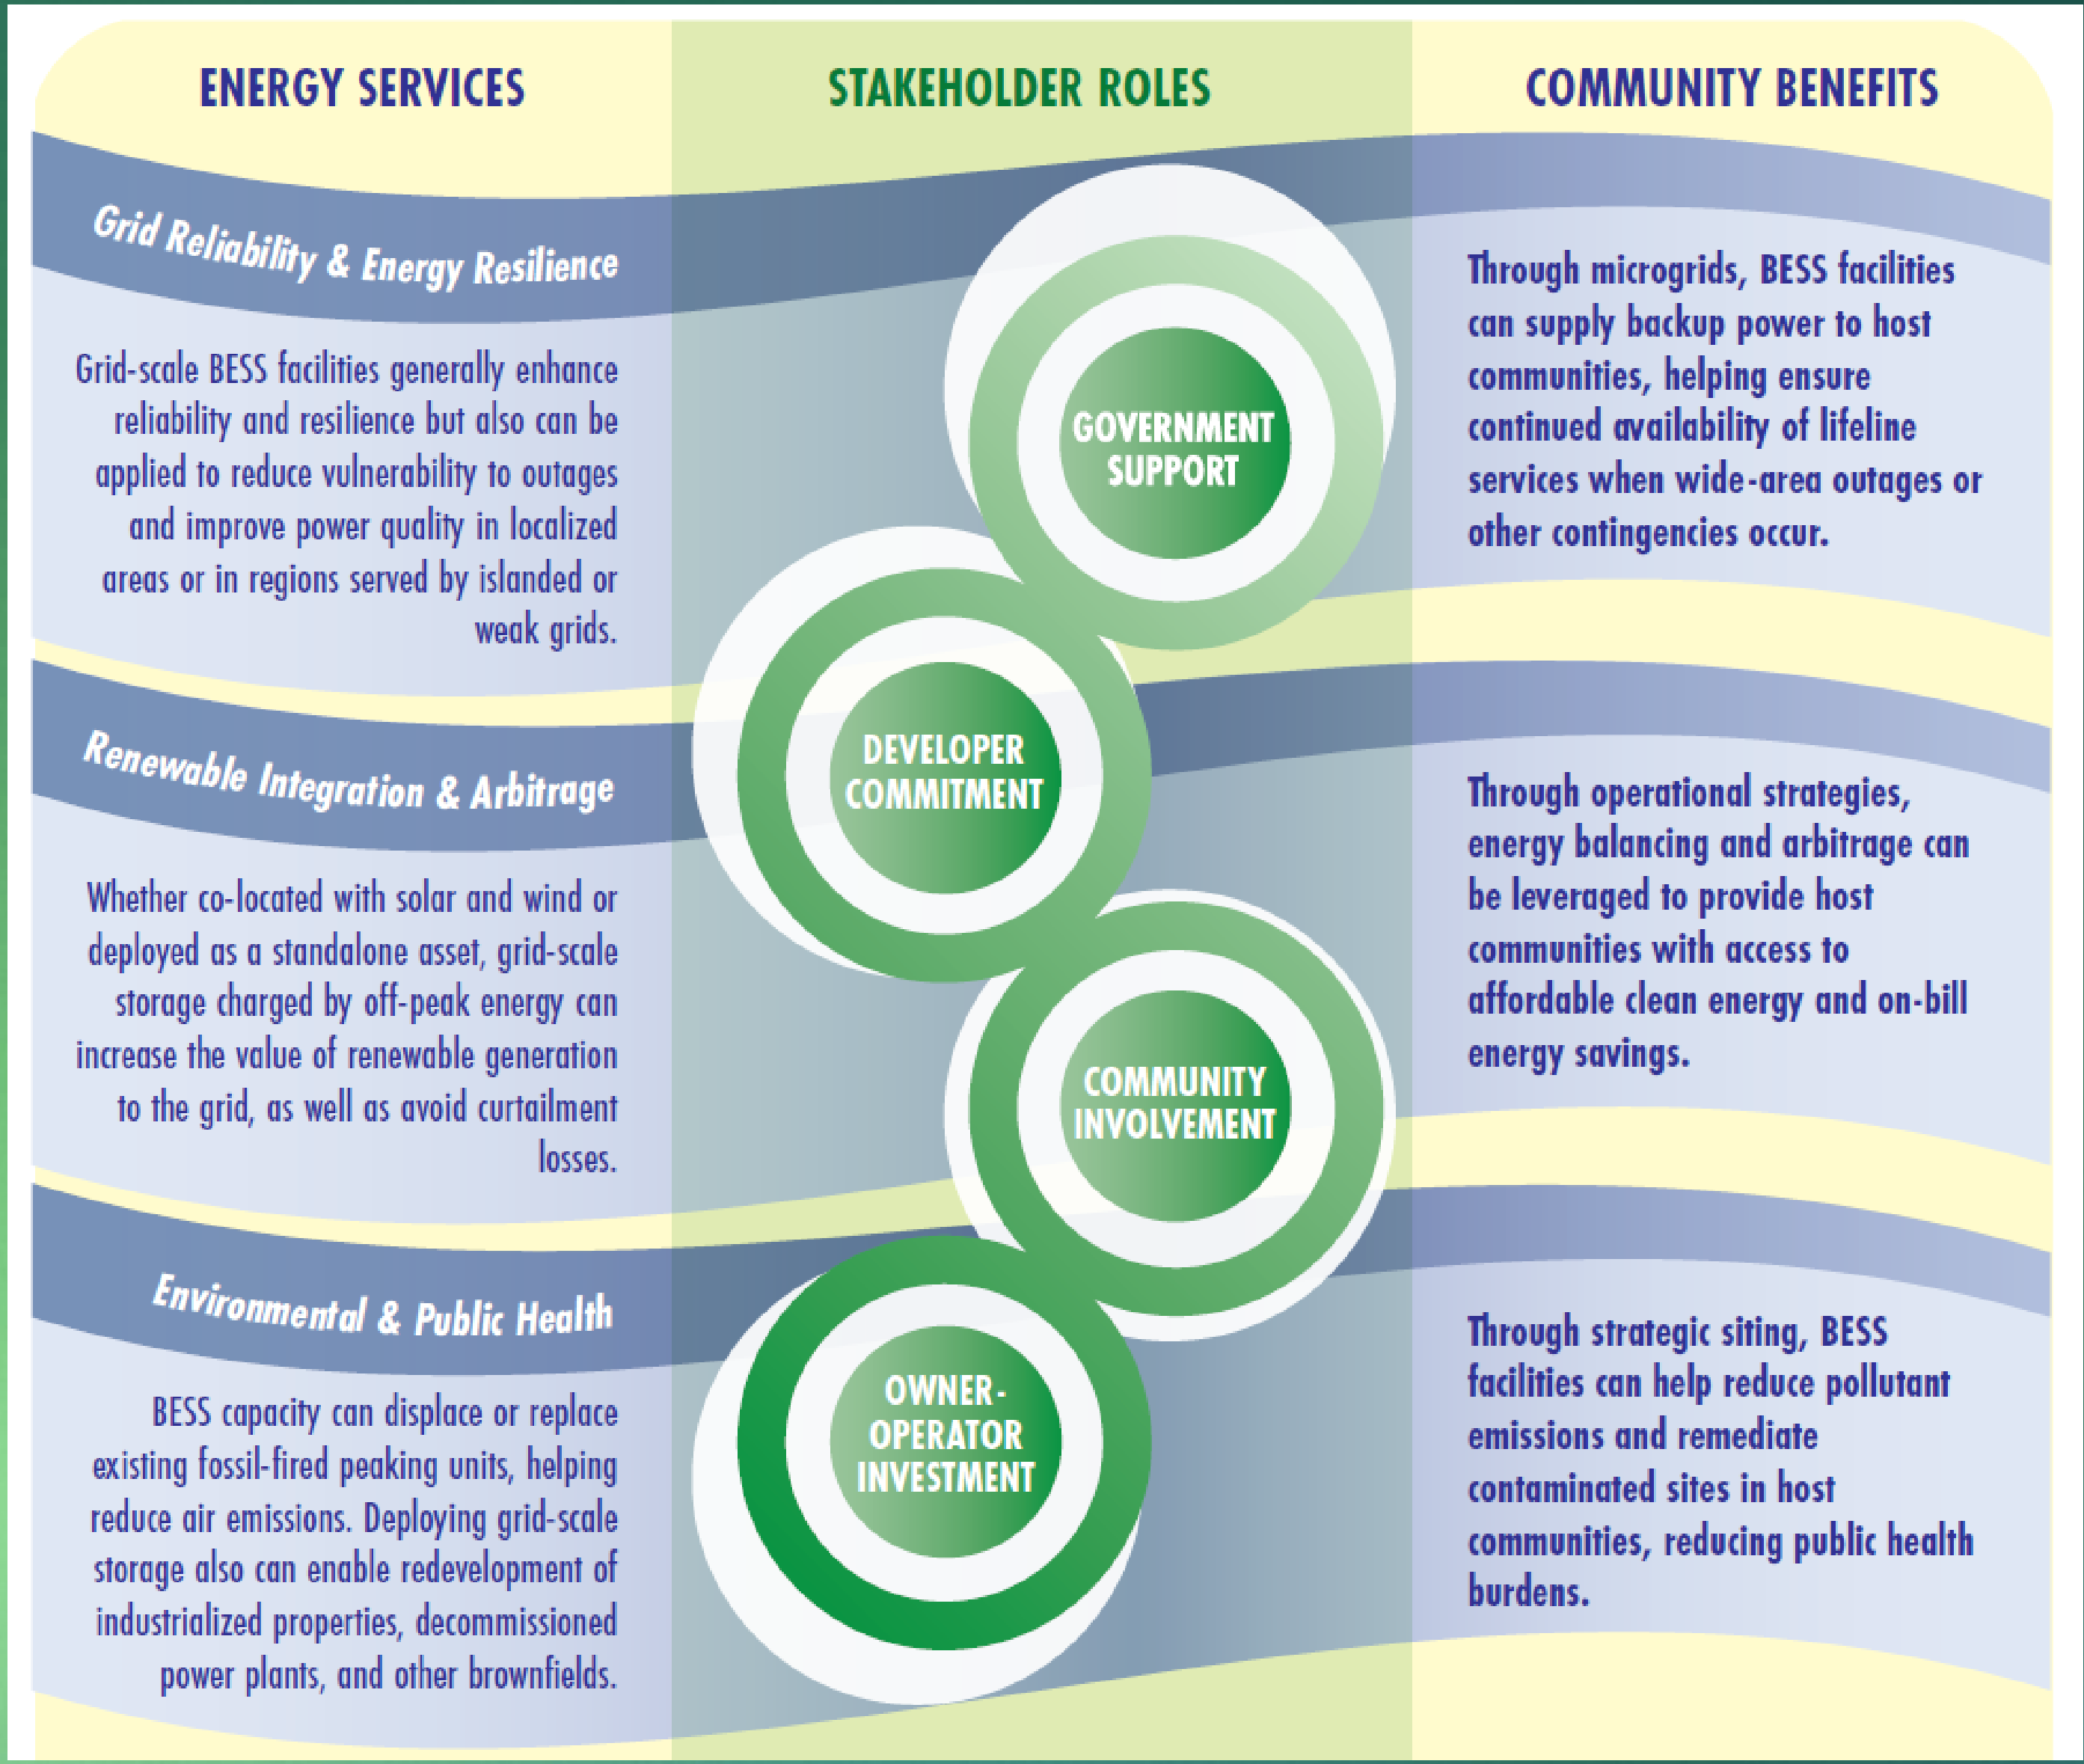 ENERGY SERVICES
STAKEHOLDER ROLES
COMMUNITY BENEFITS
Grid Reliability & Energy Resilience
Grid-scale BESS facilities generally enhance
reliability and resilience but also can be
applied to reduce vulnerability to outages
and improve power quality in localized
areas or in regions served by islanded or
weak grids.
GOVERNMENT
SUPPORT
Through microgrids, BESS facilities
can supply backup power to host
communities, helping ensure
continued availability of lifeline
services when wide-area outages or
other contingencies occur.
Renewable Integration & Arbitrage
Whether co-located with solar and wind or
deployed as a standalone asset, grid-scale
storage charged by off-peak energy can
increase the value of renewable generation
to the grid, as well as avoid curtailment
losses.
DEVELOPER
COMMITMENT
COMMUNITY
INVOLVEMENT
Through operational strategies,
energy balancing and arbitrage can
be leveraged to provide host
communities with access to
affordable clean energy and on-bill
energy savings.
Environmental & Public Health
BESS capacity can displace or replace
existing fossil-fired peaking units, helping
reduce air emissions. Deploying grid-scale
storage also can enable redevelopment of
industrialized properties, decommissioned
power plants, and other brownfields.
OWNER-
OPERATOR
INVESTMENT
Through strategic siting, BESS
facilities can help reduce pollutant
emissions and remediate
contaminated sites in host
communities, reducing public health
burdens.